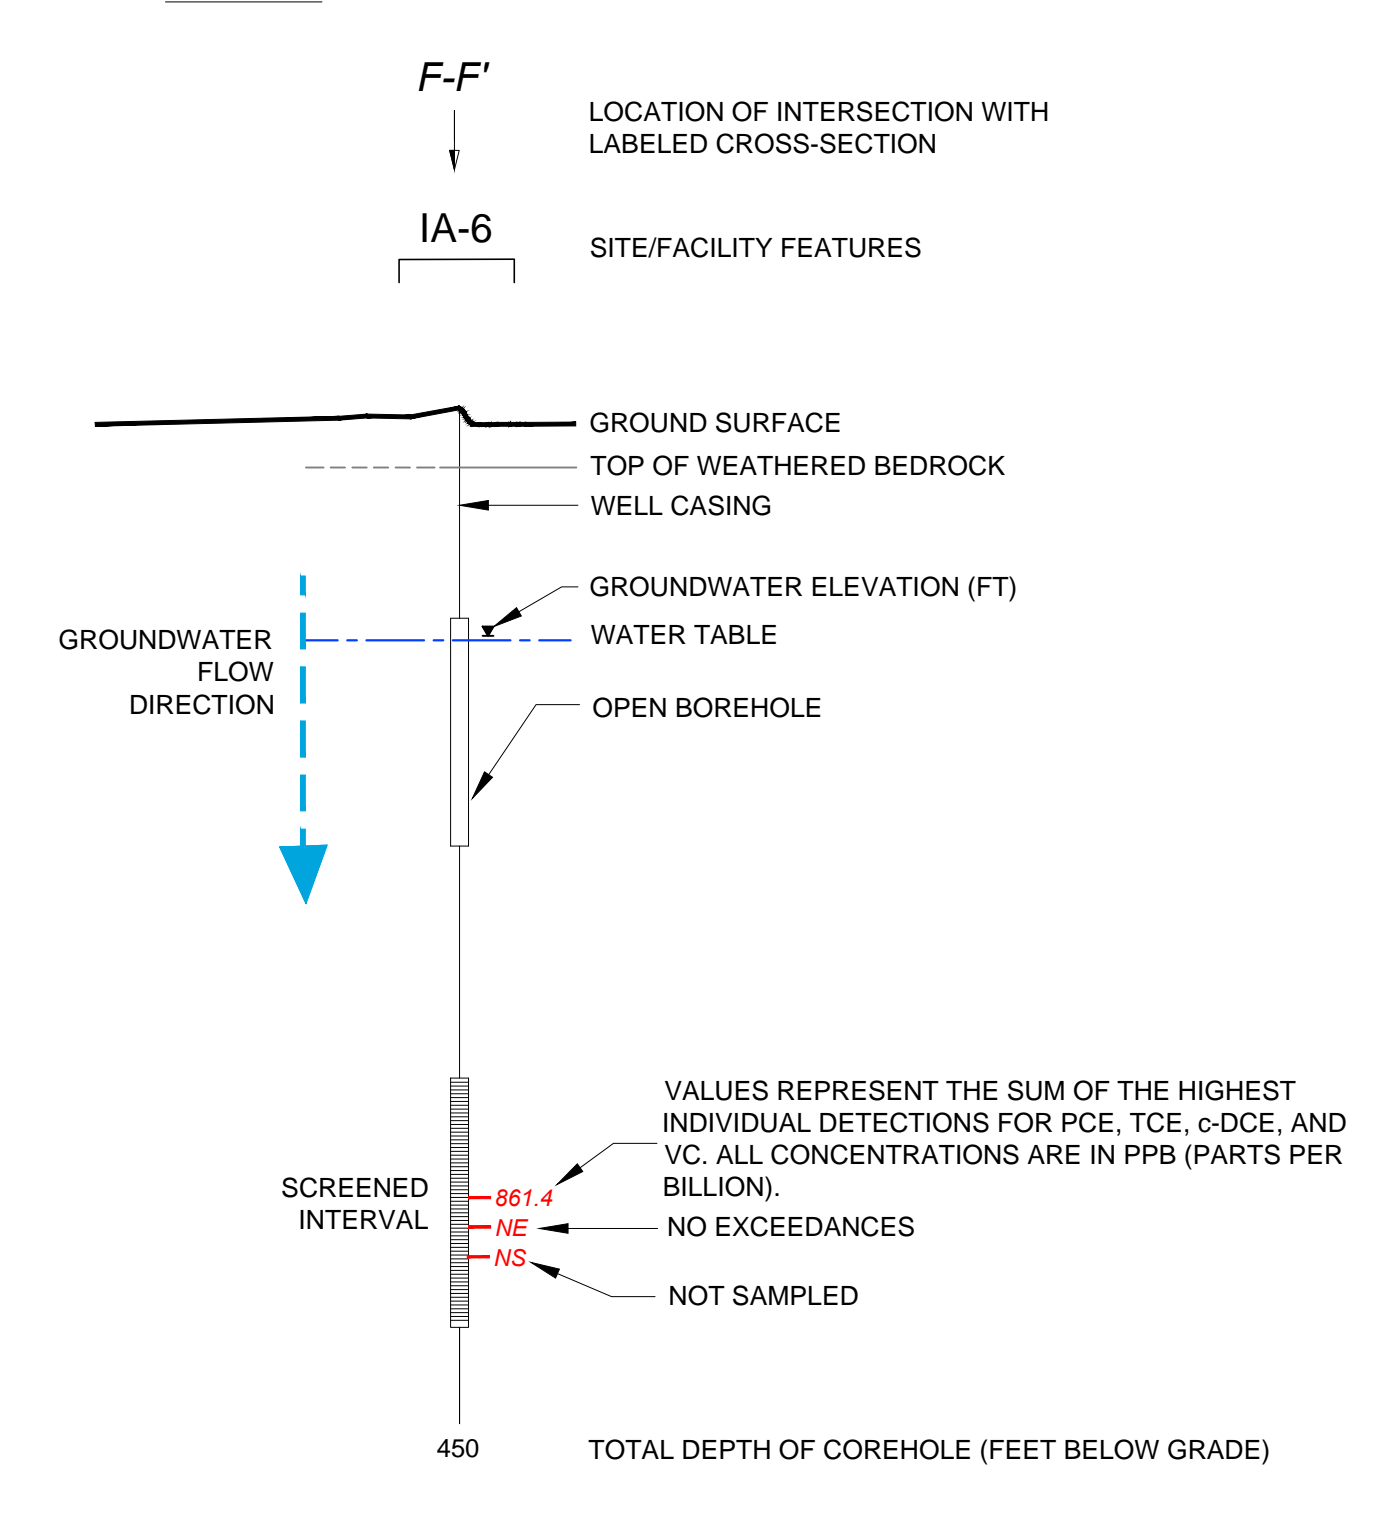 F-F'
LOCATION OF INTERSECTION WITH
LABELED CROSS-SECTION
IA-6
SITE/FACILITY FEATURES
GROUND SURFACE
TOP OF WEATHERED BEDROCK
WELL CASING
GROUNDWATER ELEVATION (FT)
WATER TABLE
GROUNDWATER
FLOW
DIRECTION
OPEN BOREHOLE
VALUES REPRESENT THE SUM OF THE HIGHEST
INDIVIDUAL DETECTIONS FOR PCE, TCE, c-DCE, AND
VC. ALL CONCENTRATIONS ARE IN PPB (PARTS PER
BILLION).
SCREENED
INTERVAL
861.4
NE
NO EXCEEDANCES
NS
NOT SAMPLED
450
TOTAL DEPTH OF COREHOLE (FEET BELOW GRADE)